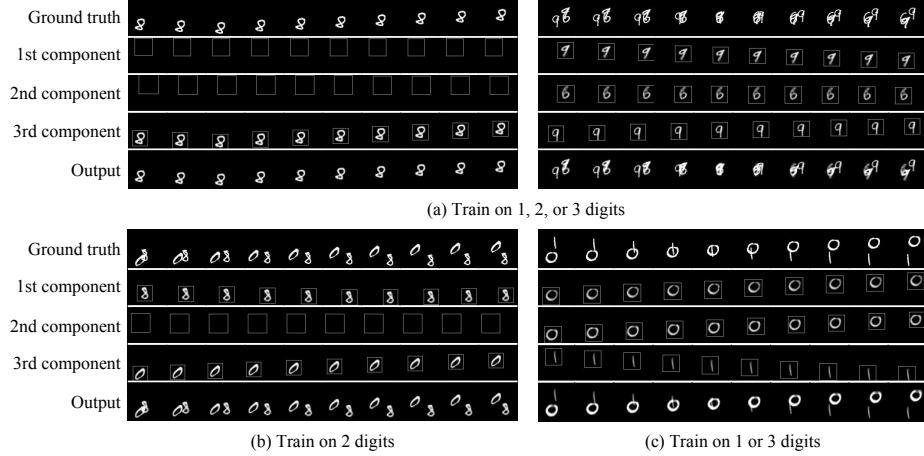 Ground truth
1st component
2nd component
3rd component
Output
(a) Train on 1, 2, or 3 digits
Ground truth
1st component
2nd component
3rd component
Output
(b) Train on 2 digits
(c) Train on 1 or 3 digits